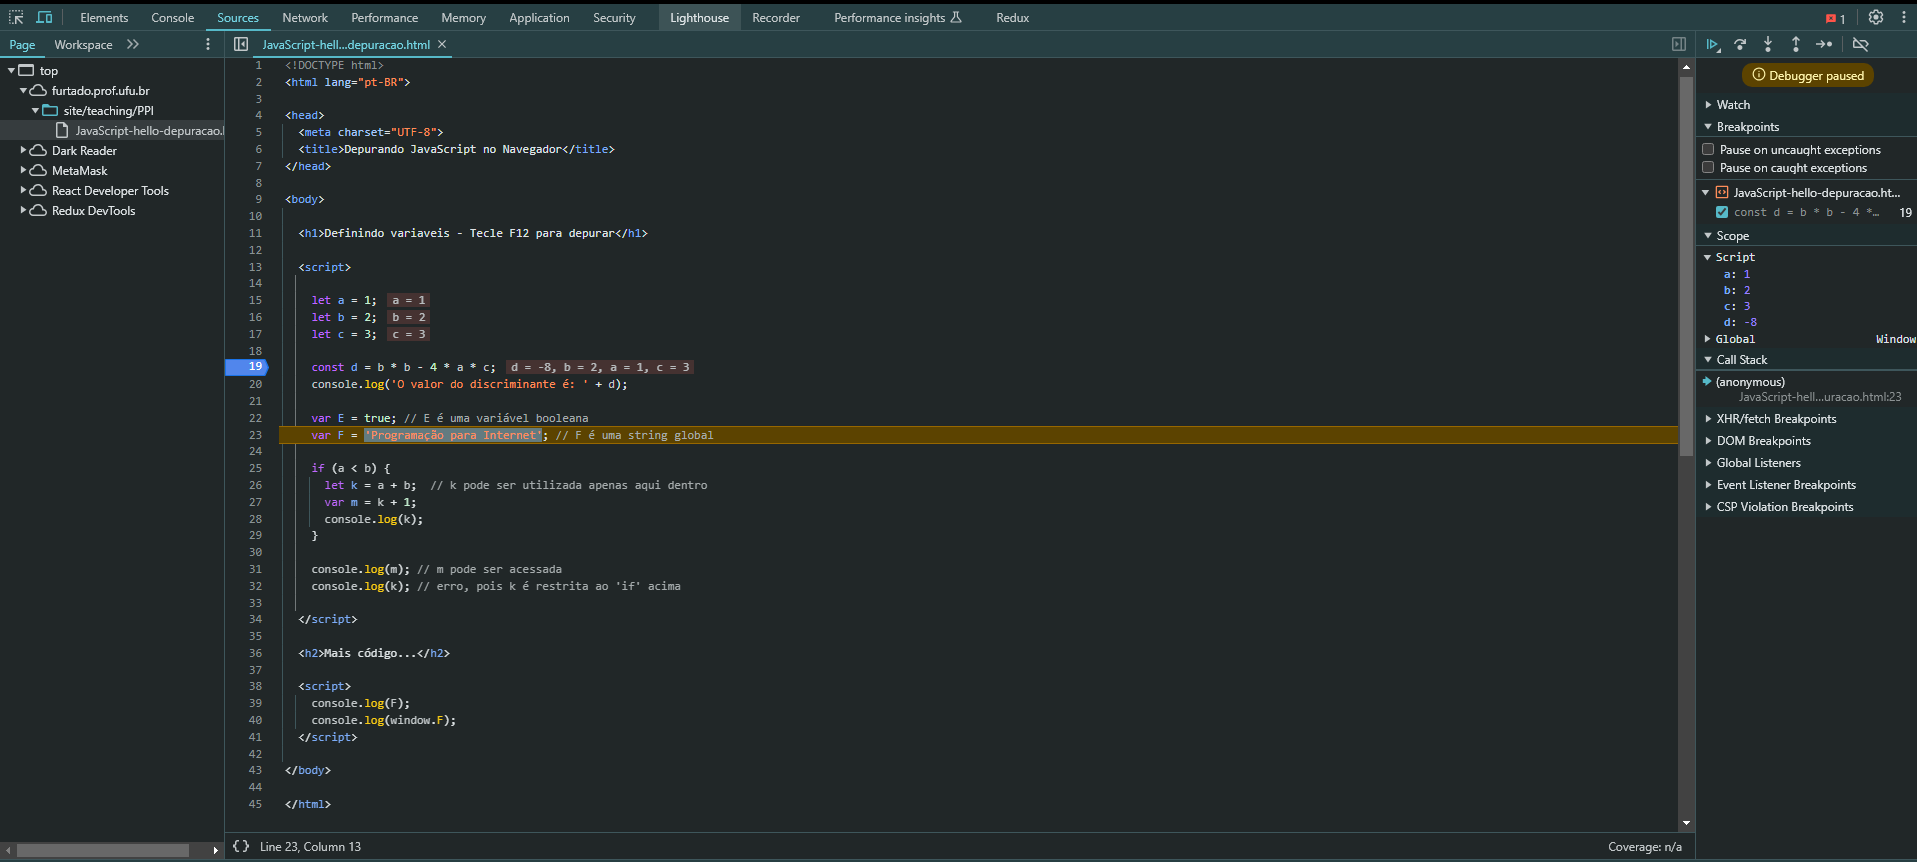 Elements Console Sources Network Performance Memory Application Security Lighthouse Recorder Performance insights Redux 1
Page Workspace
JavaScript-hell...depuracao.html
top
furtado.prof.ufu.br
site/teaching/PPI
JavaScript-hello-depuracao.
Dark Reader
MetaMask
React Developer Tools
Redux DevTools
1 <!DOCTYPE html>
2 <html lang="pt-BR">
3
4 <head>
5 <meta charset="UTF-8">
6 <title>Depurando JavaScript no Navegador</title>
7 </head>
8
9 <body>
10
11 <h1>Definindo variaveis - Tecle F12 para depurar</h1>
12
13 <script>
14
15 let a = 1; a = 1
16 let b = 2; b = 2
17 let c = 3; c = 3
18
19 const d = b * b - 4 * a * c; d = -8, b = 2, a = 1, c = 3
20 console.log('O valor do discriminante é: ' + d);
21
22 var E = true; // E é uma variável booleana
23 var F = 'Programação para Internet'; // F é uma string global
24
25 if (a < b) {
26 let k = a + b; // k pode ser utilizada apenas aqui dentro
27 var m = k + 1;
28 console.log(k);
29 }
30
31 console.log(m); // m pode ser acessada
32 console.log(k); // erro, pois k é restrita ao 'if' acima
33
34 </script>
35
36 <h2>Mais código...</h2>
37
38 <script>
39 console.log(F);
40 console.log(window.F);
41 </script>
42
43 </body>
44
45 </html>
{} Line 23, Column 13
Coverage: n/a
Debugger paused
Watch
Breakpoints
Pause on uncaught exceptions
Pause on caught exceptions
JavaScript-hello-depuracao.ht...
const d = b * b - 4 *… 19
Scope
Script
a: 1
b: 2
c: 3
d: -8
Global Window
Call Stack
(anonymous)
JavaScript-hell...uracao.html:23
XHR/fetch Breakpoints
DOM Breakpoints
Global Listeners
Event Listener Breakpoints
CSP Violation Breakpoints